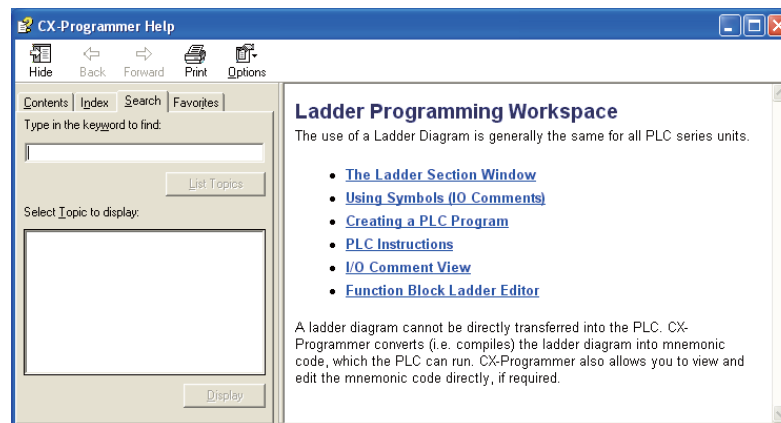 CX-Programmer Help
Hide Back Forward Print Options
Contents Index Search Favorites
Type in the keyword to find:
List Topics
Select Topic to display:
Display
Ladder Programming Workspace
The use of a Ladder Diagram is generally the same for all PLC series units.
• The Ladder Section Window
• Using Symbols (IO Comments)
• Creating a PLC Program
• PLC Instructions
• I/O Comment View
• Function Block Ladder Editor
A ladder diagram cannot be directly transferred into the PLC. CX-
Programmer converts (i.e. compiles) the ladder diagram into mnemonic
code, which the PLC can run. CX-Programmer also allows you to view and
edit the mnemonic code directly, if required.